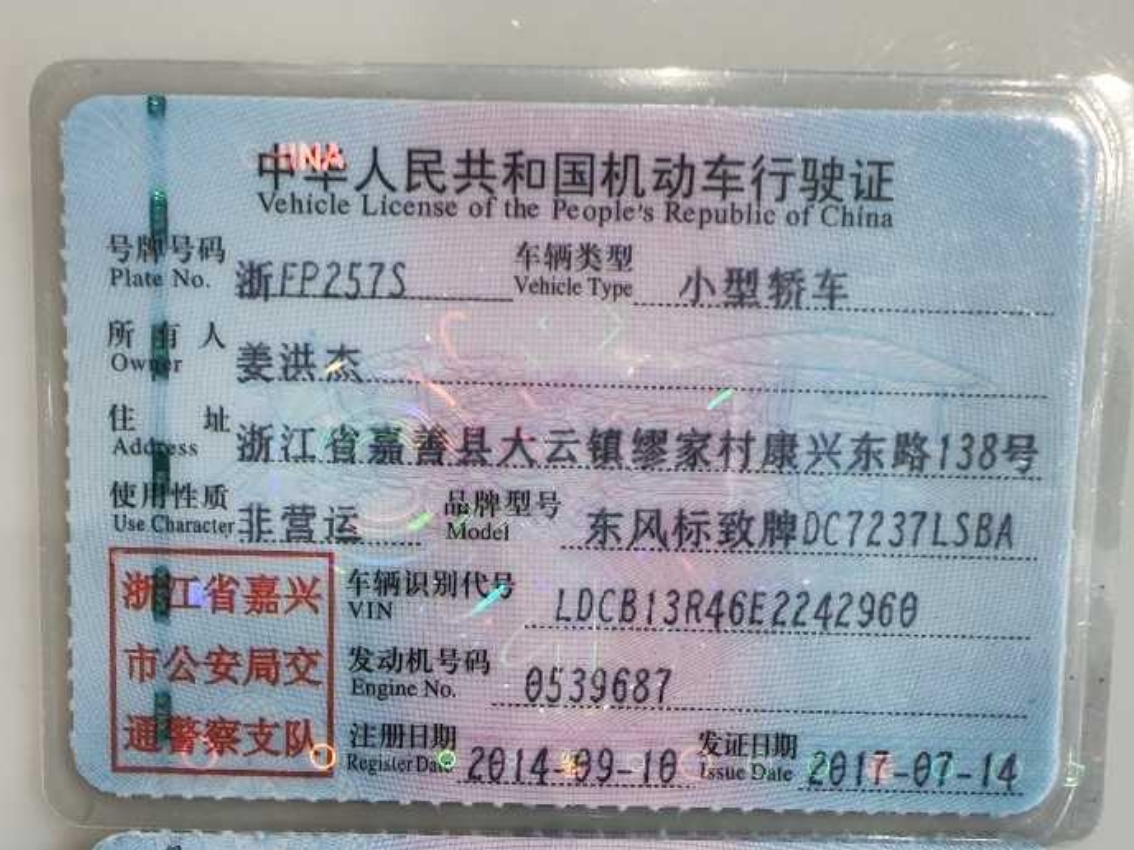 中华人民共和国机动车行驶证
Vehicle License of the People's Republic of China
号牌号码 浙FP257S 车辆类型 小型轿车
Plate No. Vehicle Type
所有人 姜洪杰
Owner
住址 浙江省嘉善县大云镇缪家村康兴东路138号
Address
使用性质 非营运 品牌型号 东风标致牌DC7237LSBA
Use Character Model
浙江省嘉兴
市公安局交
通警察支队
车辆识别代号 LDCB13R46E2242960
VIN
发动机号码 0539687
Engine No.
注册日期 2014-09-10 发证日期 2017-07-14
Register Date Issue Date